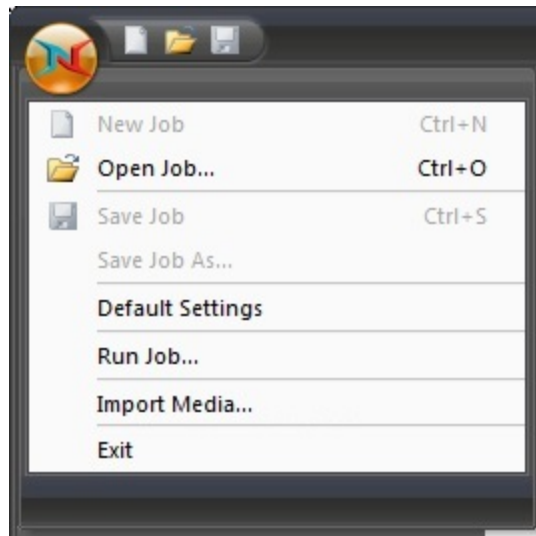 New Job Ctrl+N
Open Job... Ctrl+O
Save Job Ctrl+S
Save Job As...
Default Settings
Run Job...
Import Media...
Exit